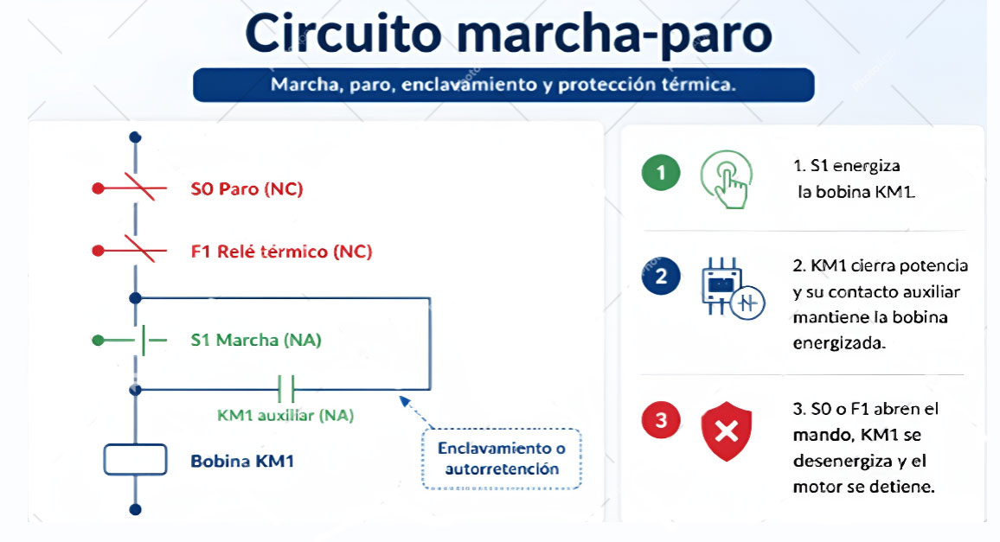 Circuito marcha-paro
Marcha, paro, enclavamiento y protección térmica.
S0 Paro (NC)
F1 Relé térmico (NC)
S1 Marcha (NA)
KM1 auxiliar (NA)
Bobina KM1
Enclavamiento o
autorretención
1
1. S1 energiza
la bobina KM1.
2
2. KM1 cierra potencia
y su contacto auxiliar
mantiene la bobina
energizada.
3
3. S0 o F1 abren el
mando, KM1 se
desenergiza y el
motor se detiene.